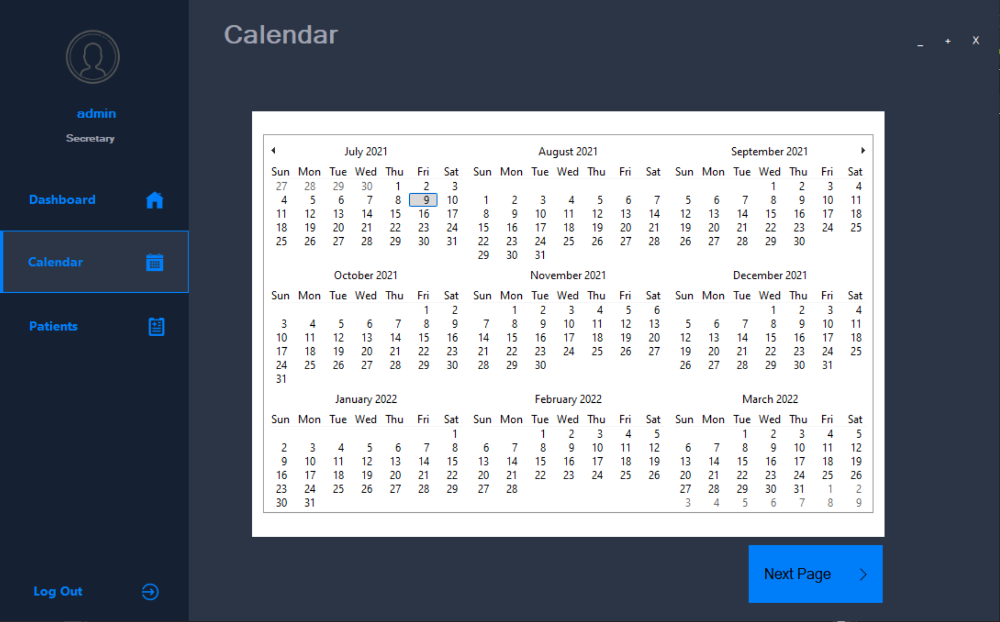 Calendar
_ + X
admin
Secretary
Dashboard
Calendar
Patients
Log Out
July 2021
Sun Mon Tue Wed Thu Fri Sat
27 28 29 30 1 2 3
4 5 6 7 8 9 10
11 12 13 14 15 16 17
18 19 20 21 22 23 24
25 26 27 28 29 30 31
August 2021
Sun Mon Tue Wed Thu Fri Sat
1 2 3 4 5 6 7
8 9 10 11 12 13 14
15 16 17 18 19 20 21
22 23 24 25 26 27 28
29 30 31
September 2021
Sun Mon Tue Wed Thu Fri Sat
1 2 3 4
5 6 7 8 9 10 11
12 13 14 15 16 17 18
19 20 21 22 23 24 25
26 27 28 29 30
October 2021
Sun Mon Tue Wed Thu Fri Sat
1 2
3 4 5 6 7 8 9
10 11 12 13 14 15 16
17 18 19 20 21 22 23
24 25 26 27 28 29 30
31
November 2021
Sun Mon Tue Wed Thu Fri Sat
1 2 3 4 5 6
7 8 9 10 11 12 13
14 15 16 17 18 19 20
21 22 23 24 25 26 27
28 29 30
December 2021
Sun Mon Tue Wed Thu Fri Sat
1 2 3 4
5 6 7 8 9 10 11
12 13 14 15 16 17 18
19 20 21 22 23 24 25
26 27 28 29 30 31
January 2022
Sun Mon Tue Wed Thu Fri Sat
1
2 3 4 5 6 7 8
9 10 11 12 13 14 15
16 17 18 19 20 21 22
23 24 25 26 27 28 29
30 31
February 2022
Sun Mon Tue Wed Thu Fri Sat
1 2 3 4 5
6 7 8 9 10 11 12
13 14 15 16 17 18 19
20 21 22 23 24 25 26
27 28
March 2022
Sun Mon Tue Wed Thu Fri Sat
1 2 3 4 5
6 7 8 9 10 11 12
13 14 15 16 17 18 19
20 21 22 23 24 25 26
27 28 29 30 31 1 2
3 4 5 6 7 8 9
Next Page